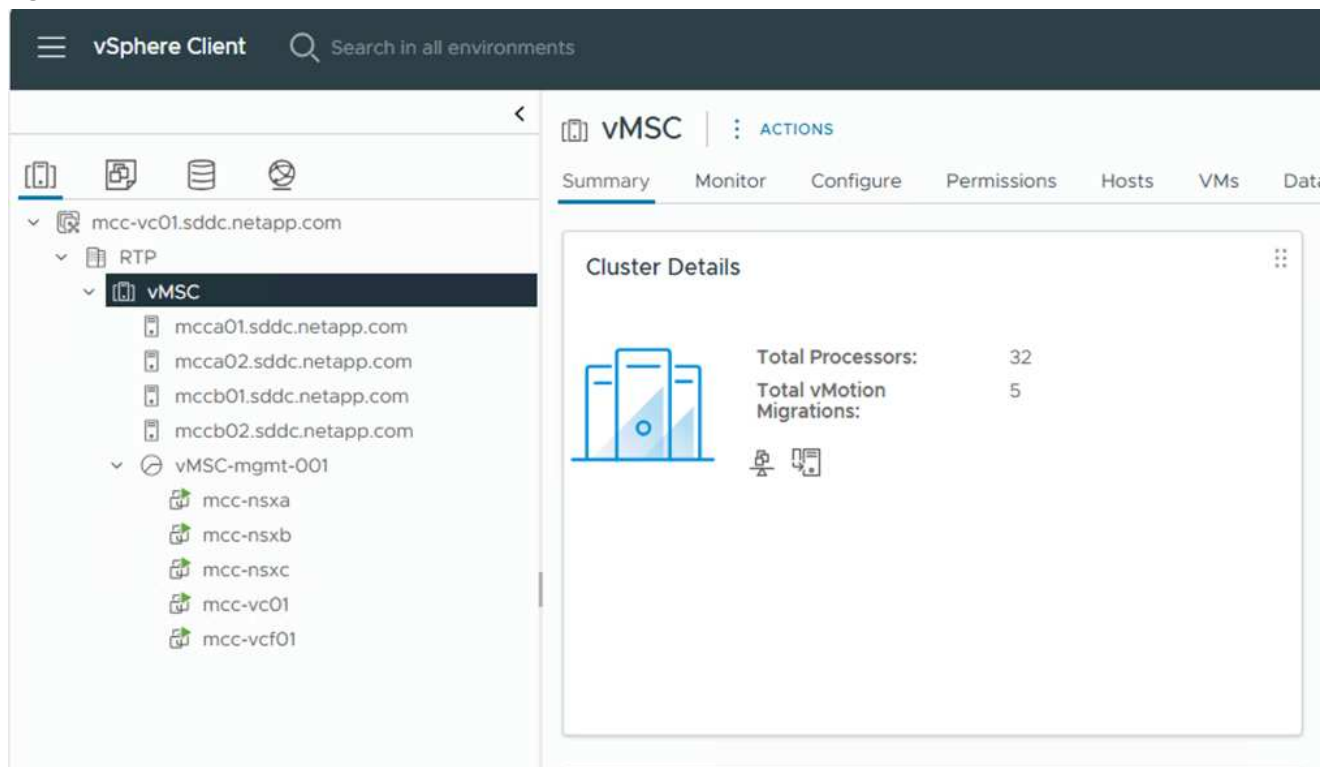 vSphere Client
Search in all environments
vMSC
ACTIONS
Summary Monitor Configure Permissions Hosts VMs Data
mcc-vc01.sddc.netapp.com
RTP
vMSC
mcca01.sddc.netapp.com
mcca02.sddc.netapp.com
mccb01.sddc.netapp.com
mccb02.sddc.netapp.com
vMSC-mgmt-001
mcc-nsxa
mcc-nsxb
mcc-nsxc
mcc-vc01
mcc-vcf01
Cluster Details
Total Processors: 32
Total vMotion 5
Migrations: